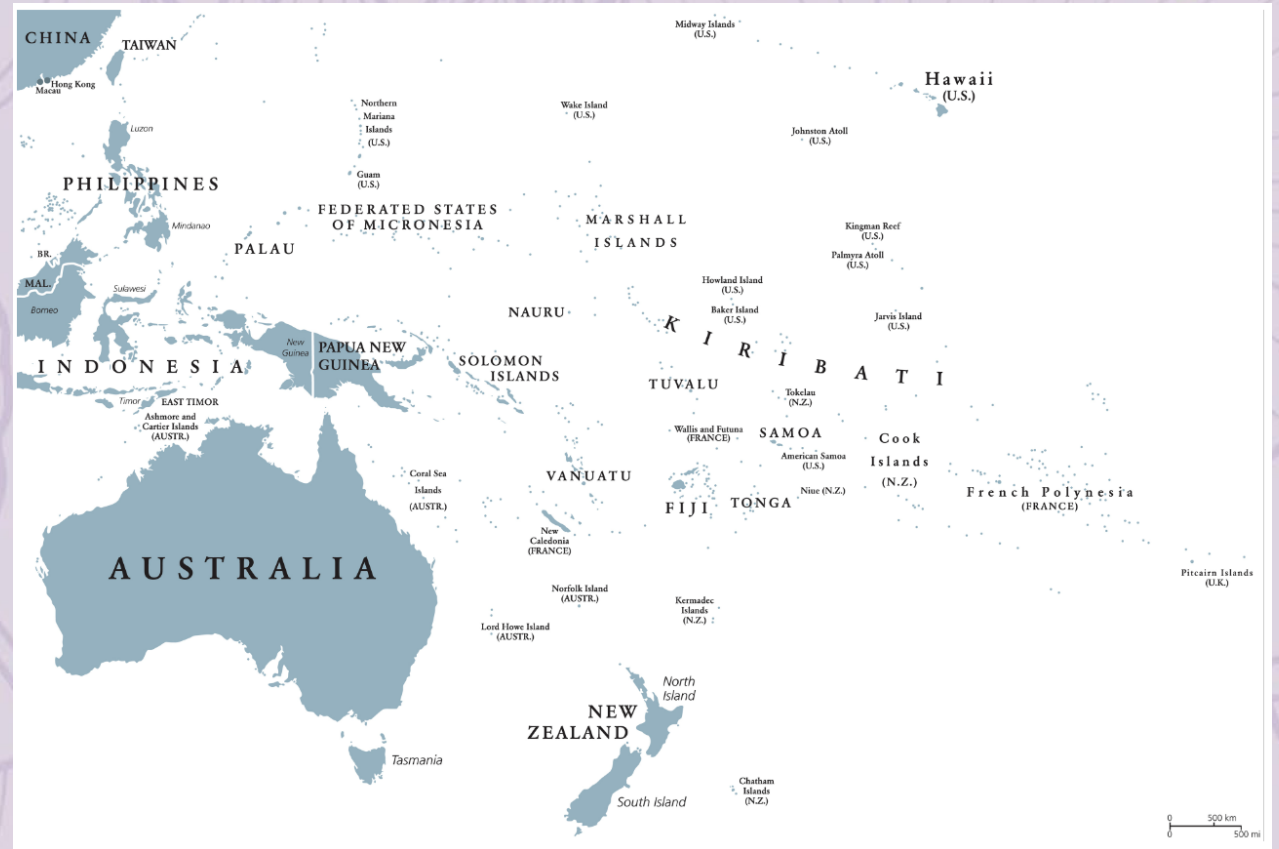 CHINA
TAIWAN
Hong Kong
Macau
Midway Islands
(U.S.)
Hawaii
(U.S.)
Northern
Mariana
Islands
(U.S.)
Wake Island
(U.S.)
Johnston Atoll
(U.S.)
Luzon
Guam
(U.S.)
PHILIPPINES
FEDERATED STATES
OF MICRONESIA
MARSHALL
ISLANDS
Mindanao
PALAU
Kingman Reef
(U.S.)
Palmyra Atoll
(U.S.)
BR.
MAL.
Borneo
Sulawesi
Howland Island
(U.S.)
Baker Island
(U.S.)
Jarvis Island
(U.S.)
NAURU
KIRIBATI
New
Guinea
PAPUA NEW
GUINEA
INDONESIA
SOLOMON
ISLANDS
TUVALU
Tokelau
(N.Z.)
Timor
EAST TIMOR
Ashmore and
Cartier Islands
(AUSTR.)
Wallis and Futuna
(FRANCE)
SAMOA
American Samoa
(U.S.)
Cook
Islands
(N.Z.)
Coral Sea
Islands
(AUSTR.)
VANUATU
FIJI
TONGA
Niue (N.Z.)
French Polynesia
(FRANCE)
New
Caledonia
(FRANCE)
AUSTRALIA
Pitcairn Islands
(U.K.)
Norfolk Island
(AUSTR.)
Kermadec
Islands
(N.Z.)
Lord Howe Island
(AUSTR.)
North
Island
NEW
ZEALAND
Tasmania
South Island
Chatham
Islands
(N.Z.)
0 500 km
0 500 mi